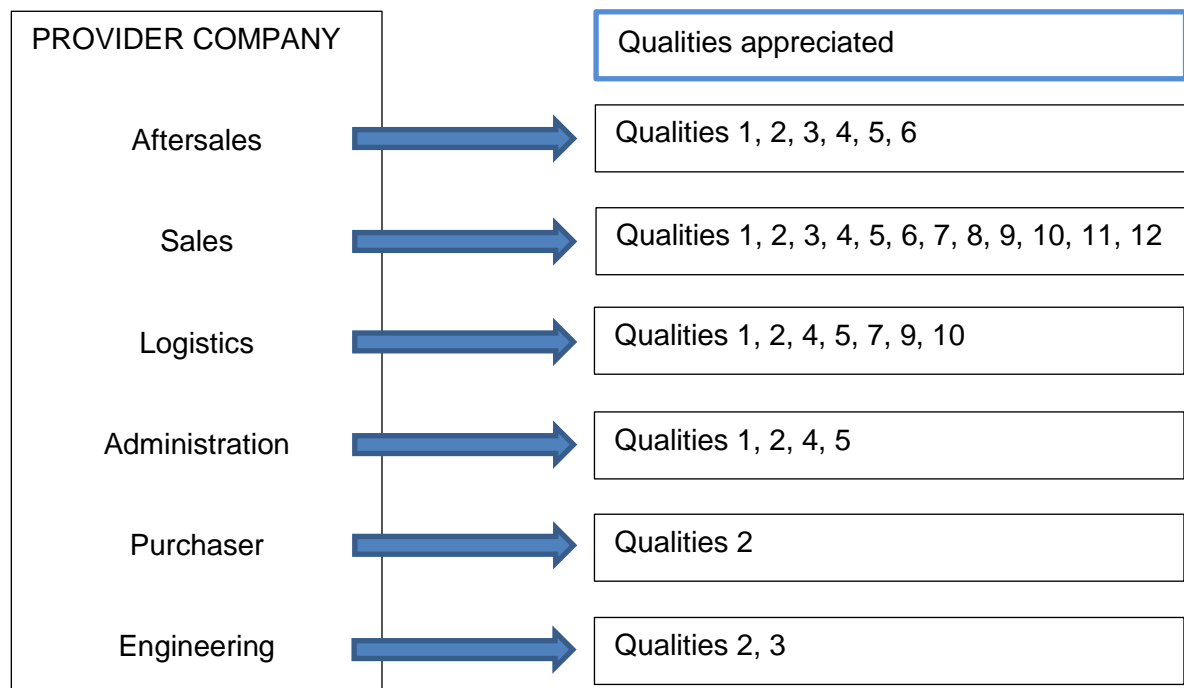 PROVIDER COMPANY
Qualities appreciated
Aftersales
Qualities 1, 2, 3, 4, 5, 6
Sales
Qualities 1, 2, 3, 4, 5, 6, 7, 8, 9, 10, 11, 12
Logistics
Qualities 1, 2, 4, 5, 7, 9, 10
Administration
Qualities 1, 2, 4, 5
Purchaser
Qualities 2
Engineering
Qualities 2, 3